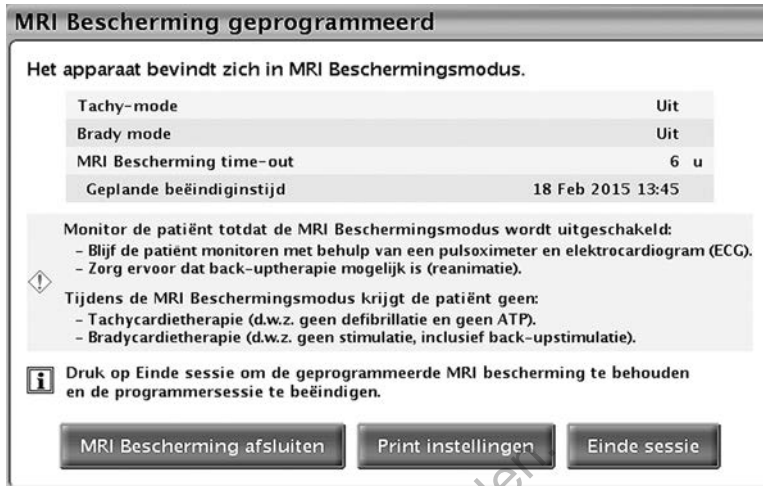 MRI Bescherming geprogrammeerd
Het apparaat bevindt zich in MRI Beschermingsmodus.
Tachy-mode Uit
Brady mode Uit
MRI Bescherming time-out 6 u
Geplande beëindiginstijd 18 Feb 2015 13:45
Monitor de patiënt totdat de MRI Beschermingsmodus wordt uitgeschakeld:
– Blijf de patiënt monitoren met behulp van een pulsoximeter en elektrocardiogram (ECG).
– Zorg ervoor dat back-uptherapie mogelijk is (reanimatie).
Tijdens de MRI Beschermingsmodus krijgt de patiënt geen:
– Tachycardietherapie (d.w.z. geen defibrillatie en geen ATP).
– Bradycardietherapie (d.w.z. geen stimulatie, inclusief back-upstimulatie).
Druk op Einde sessie om de geprogrammeerde MRI bescherming te behouden
en de programmersessie te beëindigen.
MRI Bescherming afsluiten Print instellingen Einde sessie